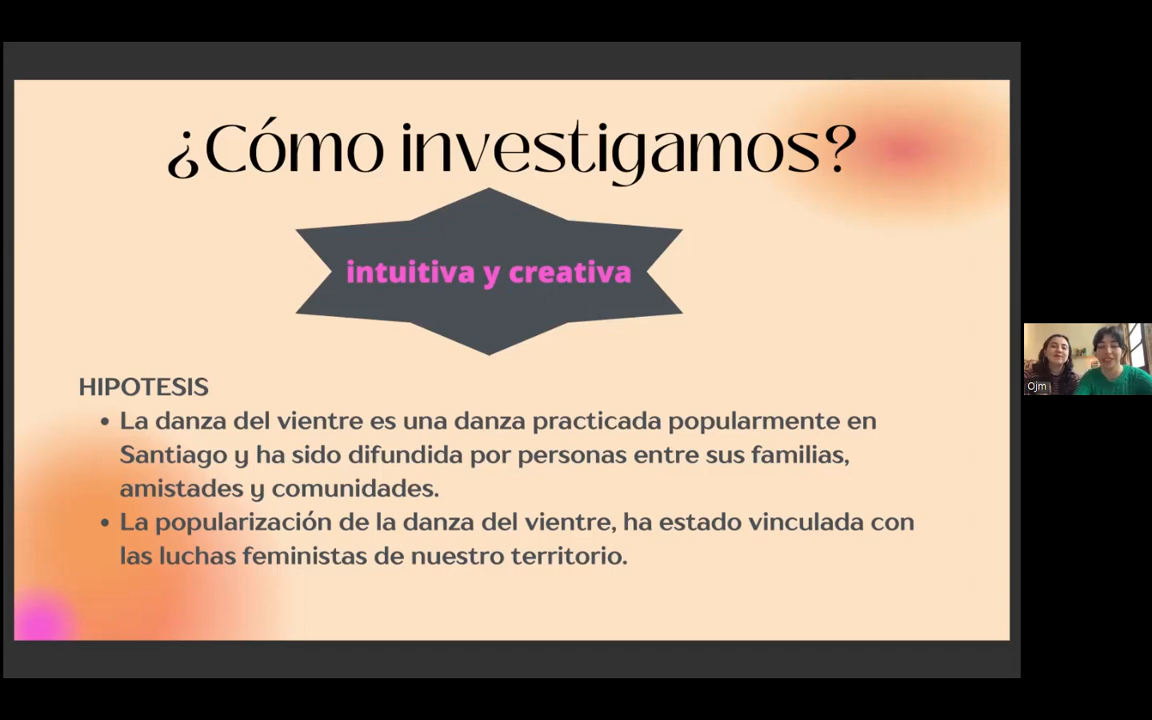 ¿Cómo investigamos?
intuitiva y creativa
HIPOTESIS
• La danza del vientre es una danza practicada popularmente en
Santiago y ha sido difundida por personas entre sus familias,
amistades y comunidades.
• La popularización de la danza del vientre, ha estado vinculada con
las luchas feministas de nuestro territorio.
Ojm